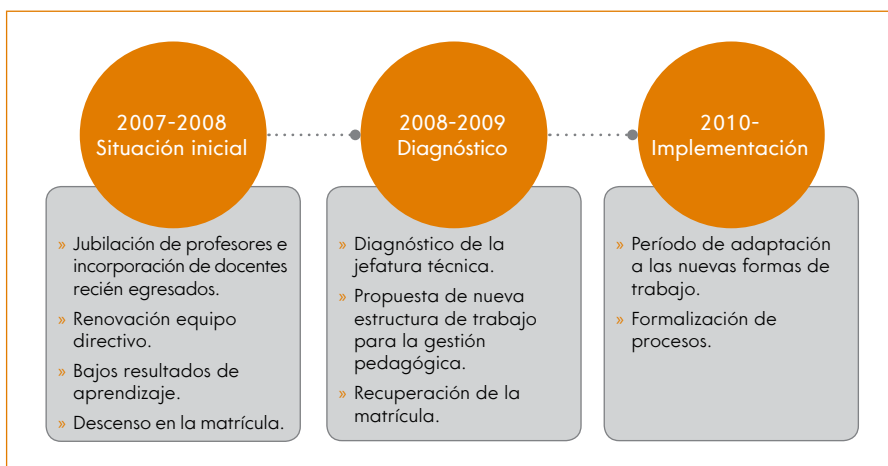 2007-2008
Situación inicial
» Jubilación de profesores e
incorporación de docentes
recién egresados.
» Renovación equipo
directivo.
» Bajos resultados de
aprendizaje.
» Descenso en la matrícula.
2008-2009
Diagnóstico
» Diagnóstico de la
jefatura técnica.
» Propuesta de nueva
estructura de trabajo
para la gestión
pedagógica.
» Recuperación de la
matrícula.
2010-
Implementación
» Período de adaptación
a las nuevas formas de
trabajo.
» Formalización de
procesos.